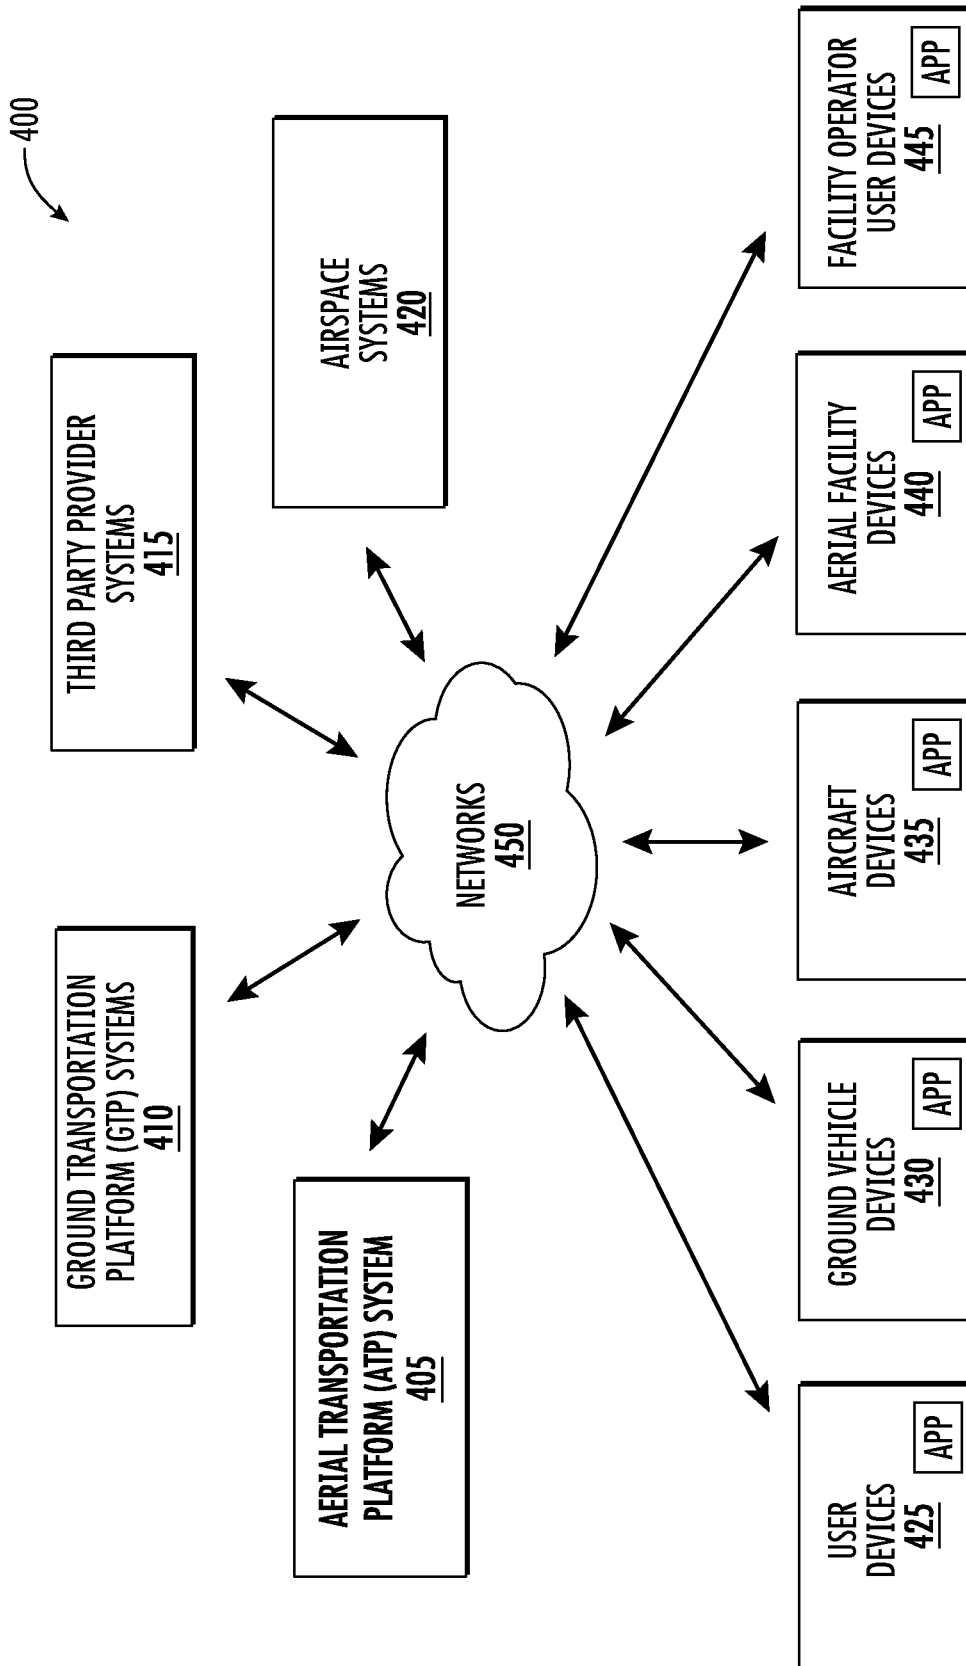 400
GROUND TRANSPORTATION
PLATFORM (GTP) SYSTEMS
410
THIRD PARTY PROVIDER
SYSTEMS
415
AERIAL TRANSPORTATION
PLATFORM (ATP) SYSTEM
405
AIRSPACE
SYSTEMS
420
NETWORKS
450
USER
DEVICES
425
APP
GROUND VEHICLE
DEVICES
430
APP
AIRCRAFT
DEVICES
435
APP
AERIAL FACILITY
DEVICES
440
APP
FACILITY OPERATOR
USER DEVICES
445
APP